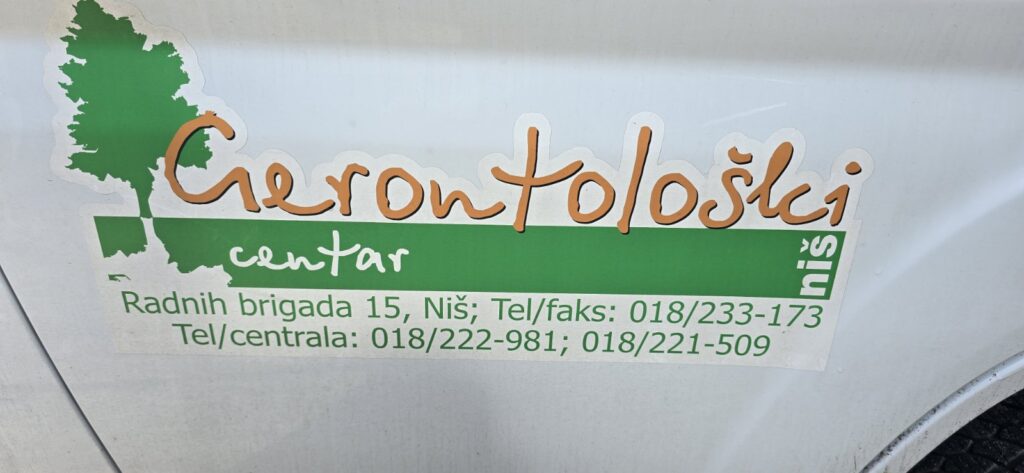 Gerontološki
centar
niš
Radnih brigada 15, Niš; Tel/faks: 018/233-173
Tel/centrala: 018/222-981; 018/221-509